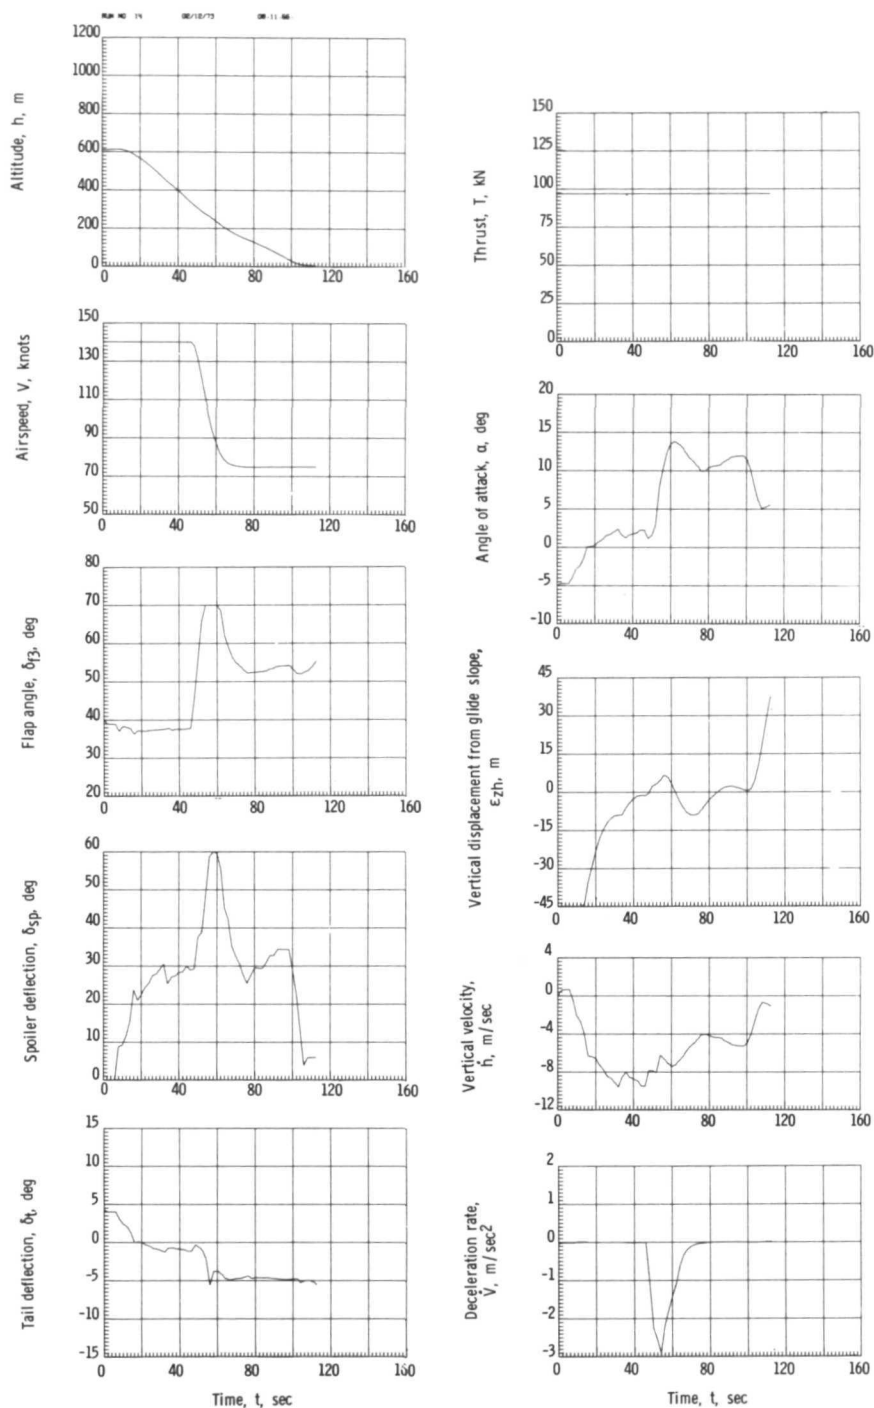 RUN NO 14 02/12/73
1200
1000
800
600
400
200
0
0 40 80 120 160
Altitude, h, m
150
130
110
90
70
50
0 40 80 120 160
Airspeed, V, knots
70
60
50
40
30
20
0 40 80 120 160
Flap angle, δf3, deg
60
50
40
30
20
10
0
0 40 80 120 160
Spoiler deflection, δsp, deg
15
10
5
0
-5
-10
-15
0 40 80 120 160
Tail deflection, δt, deg
Time, t, sec
150
125
100
75
50
25
0
0 40 80 120 160
Thrust, T, kN
20
15
10
5
0
-5
-10
0 40 80 120 160
Angle of attack, α, deg
45
30
15
0
-15
-30
-45
0 40 80 120 160
Vertical displacement from glide slope,
εzh, m
4
0
-4
-8
-12
0 40 80 120 160
Vertical velocity,
ḣ, m/sec
2
1
0
-1
-2
-3
0 40 80 120 160
Deceleration rate,
V̇, m/sec2
Time, t, sec